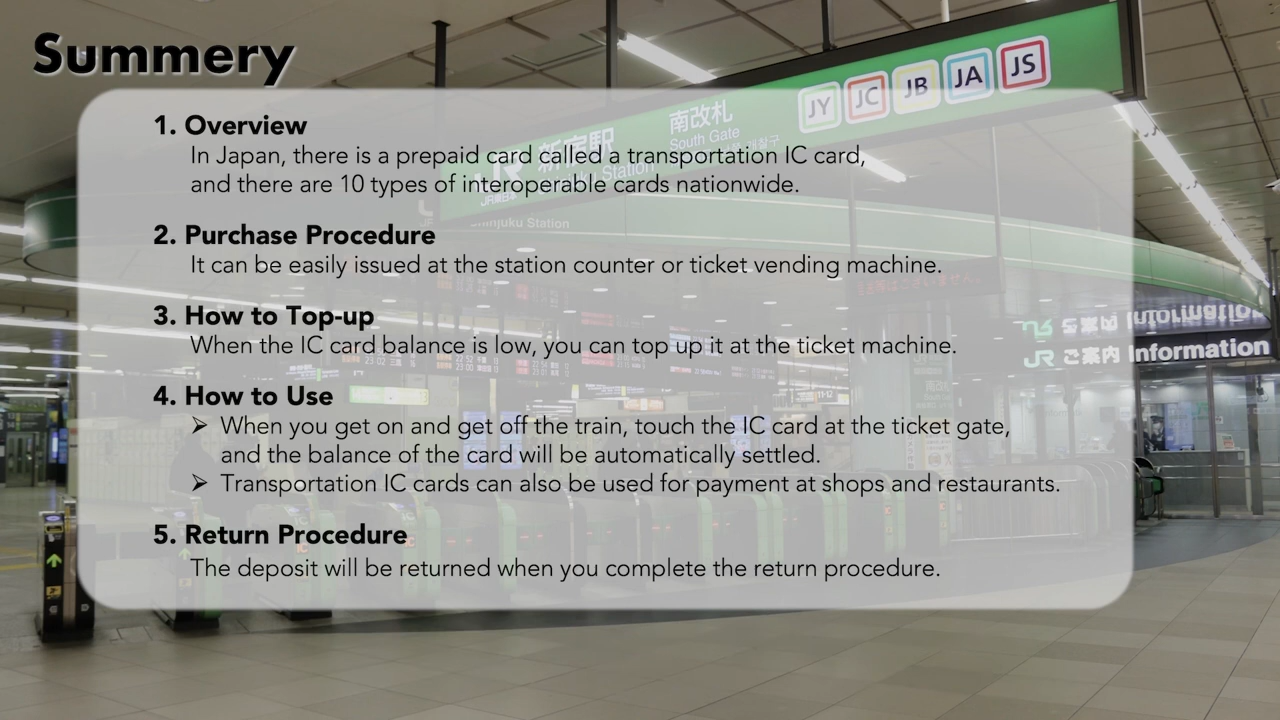 Summery
JY JC JB JA JS
南改札
South Gate
JR 新宿駅
Shinjuku Station
1. Overview
In Japan, there is a prepaid card called a transportation IC card,
and there are 10 types of interoperable cards nationwide.
2. Purchase Procedure
It can be easily issued at the station counter or ticket vending machine.
3. How to Top-up
When the IC card balance is low, you can top up it at the ticket machine.
JR ご案内 Information
4. How to Use
➢ When you get on and get off the train, touch the IC card at the ticket gate,
and the balance of the card will be automatically settled.
➢ Transportation IC cards can also be used for payment at shops and restaurants.
5. Return Procedure
The deposit will be returned when you complete the return procedure.